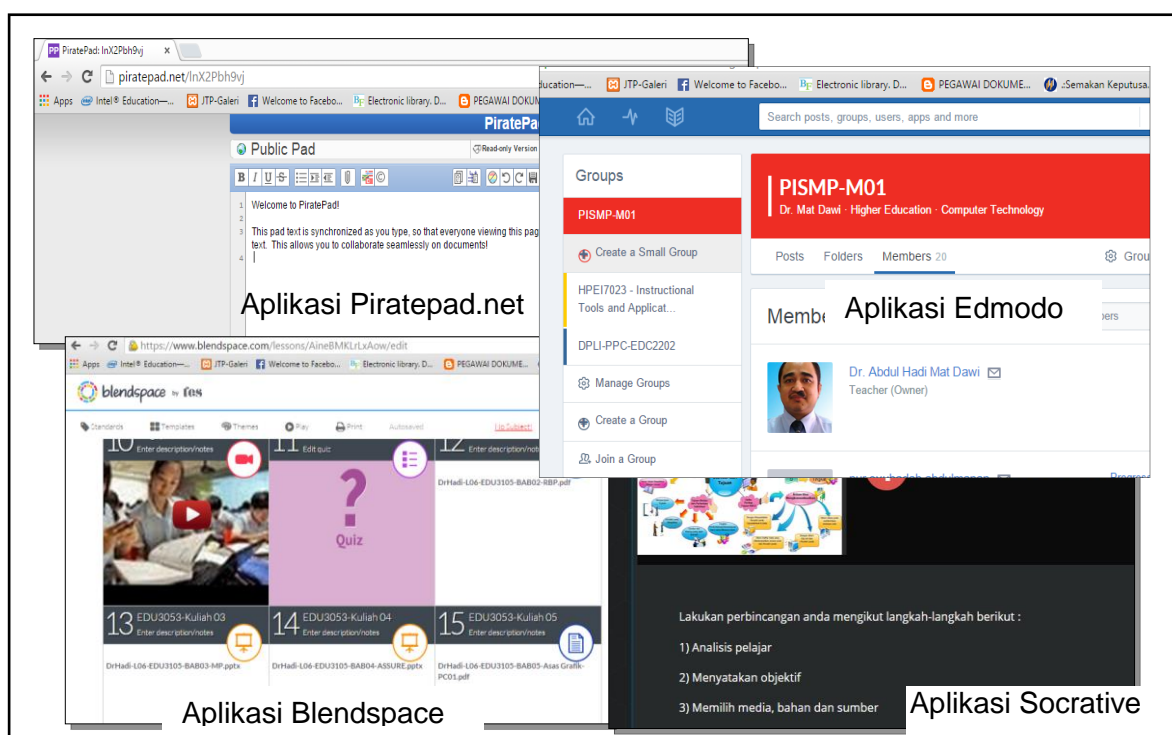 PiratePad: lnX2Pbh9vj
piratepad.net/lnX2Pbh9vj
Apps Intel® Education—... JTP-Galeri Welcome to Facebo... Electronic library. D... PEGAWAI DOKUM
Public Pad
Read-only Version
1 Welcome to PiratePad!
2
3 This pad text is synchronized as you type, so that everyone viewing this pag
text. This allows you to collaborate seamlessly on documents!
4
Aplikasi Piratepad.net
ducation—... JTP-Galeri Welcome to Facebo... Electronic library. D... PEGAWAI DOKUME... :Semakan Keputusa.
Search posts, groups, users, apps and more
Groups
PISMP-M01
Create a Small Group
HPEI7023 - Instructional
Tools and Applicat...
DPLI-PPC-EDC2202
Manage Groups
Create a Group
Join a Group
PISMP-M01
Dr. Mat Dawi · Higher Education · Computer Technology
Posts Folders Members 20 Grou
Membe
Aplikasi Edmodo
Dr. Abdul Hadi Mat Dawi
Teacher (Owner)
https://www.blendspace.com/lessons/AineBMKLrLxAow/edit
Apps Intel® Education—... JTP-Galeri Welcome to Facebo... Electronic library. D... PEGAWAI DOKUME...
blendspace by tes
Standards Templates Themes Play Print Autosaved
10 Enter description/notes
11 Edit quiz
12 Enter description/notes
?
Quiz
DrHadi-L06-EDU3105-BAB02-RBP.pdf
13 EDU3053-Kuliah 03
Enter description/notes
14 EDU3053-Kuliah 04
Enter description/notes
15 EDU3053-Kuliah 05
Enter description/notes
DrHadi-L06-EDU3105-BAB03-MP.pptx
DrHadi-L06-EDU3105-BAB04-ASSURE.pptx
DrHadi-L06-EDU3105-BAB05-Asas Grafik-
PC01.pdf
Aplikasi Blendspace
Lakukan perbincangan anda mengikut langkah-langkah berikut :
1) Analisis pelajar
2) Menyatakan objektif
3) Memilih media, bahan dan sumber
Aplikasi Socrative